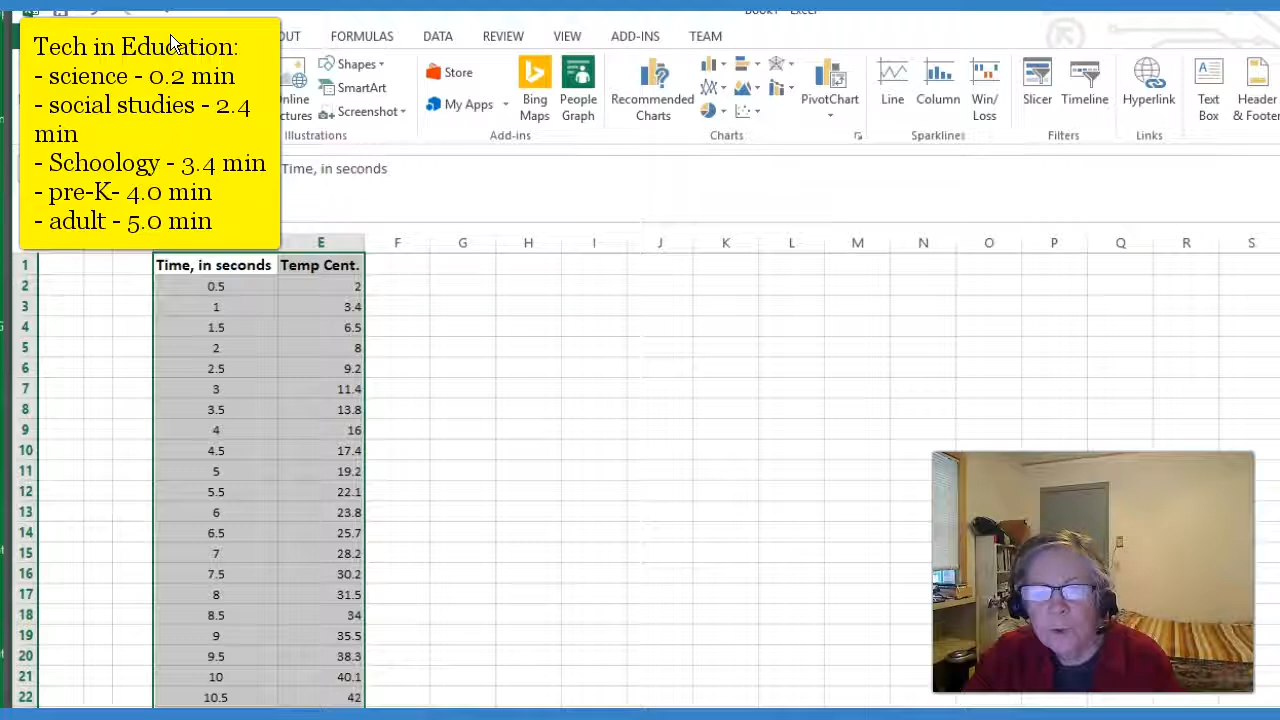 Book1 - Excel
Tech in Education:
- science - 0.2 min
- social studies - 2.4
min
- Schoology - 3.4 min
- pre-K- 4.0 min
- adult - 5.0 min
OUT FORMULAS DATA REVIEW VIEW ADD-INS TEAM
Online
Pictures
Shapes
SmartArt
Screenshot
Illustrations
Store
My Apps
Bing
Maps
People
Graph
Add-ins
Recommended
Charts
PivotChart
Charts
Line
Column
Win/
Loss
Sparklines
Slicer
Timeline
Filters
Hyperlink
Links
Text
Box
Header
& Footer
Time, in seconds
E F G H I J K L M N O P Q R S
1 Time, in seconds Temp Cent.
2 0.5 2
3 1 3.4
4 1.5 6.5
5 2 8
6 2.5 9.2
7 3 11.4
8 3.5 13.8
9 4 16
10 4.5 17.4
11 5 19.2
12 5.5 22.1
13 6 23.8
14 6.5 25.7
15 7 28.2
16 7.5 30.2
17 8 31.5
18 8.5 34
19 9 35.5
20 9.5 38.3
21 10 40.1
22 10.5 42